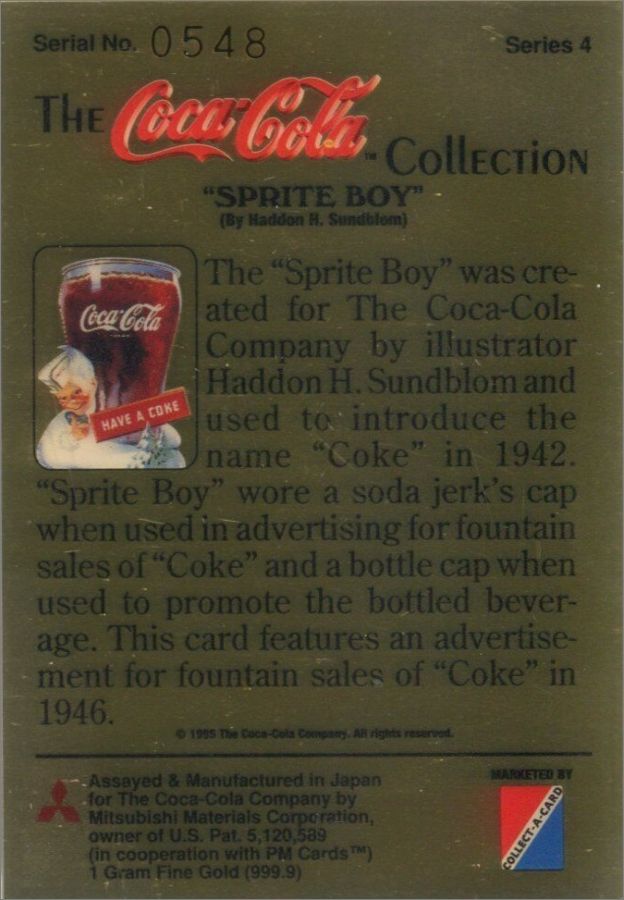 Serial No. 0548 Series 4
The Coca-Cola™ Collection
"SPRITE BOY"
(By Haddon H. Sundblom)
Coca-Cola
HAVE A COKE
The "Sprite Boy" was cre-
ated for The Coca-Cola
Company by illustrator
Haddon H. Sundblom and
used to introduce the
name "Coke" in 1942.
"Sprite Boy" wore a soda jerk's cap
when used in advertising for fountain
sales of "Coke" and a bottle cap when
used to promote the bottled bever-
age. This card features an advertise-
ment for fountain sales of "Coke" in
1946.
© 1995 The Coca-Cola Company. All rights reserved.
Assayed & Manufactured in Japan
for The Coca-Cola Company by
Mitsubishi Materials Corporation,
owner of U.S. Pat. 5,120,589
(in cooperation with PM Cards™)
1 Gram Fine Gold (999.9)
MARKETED BY
COLLECT-A-CARD